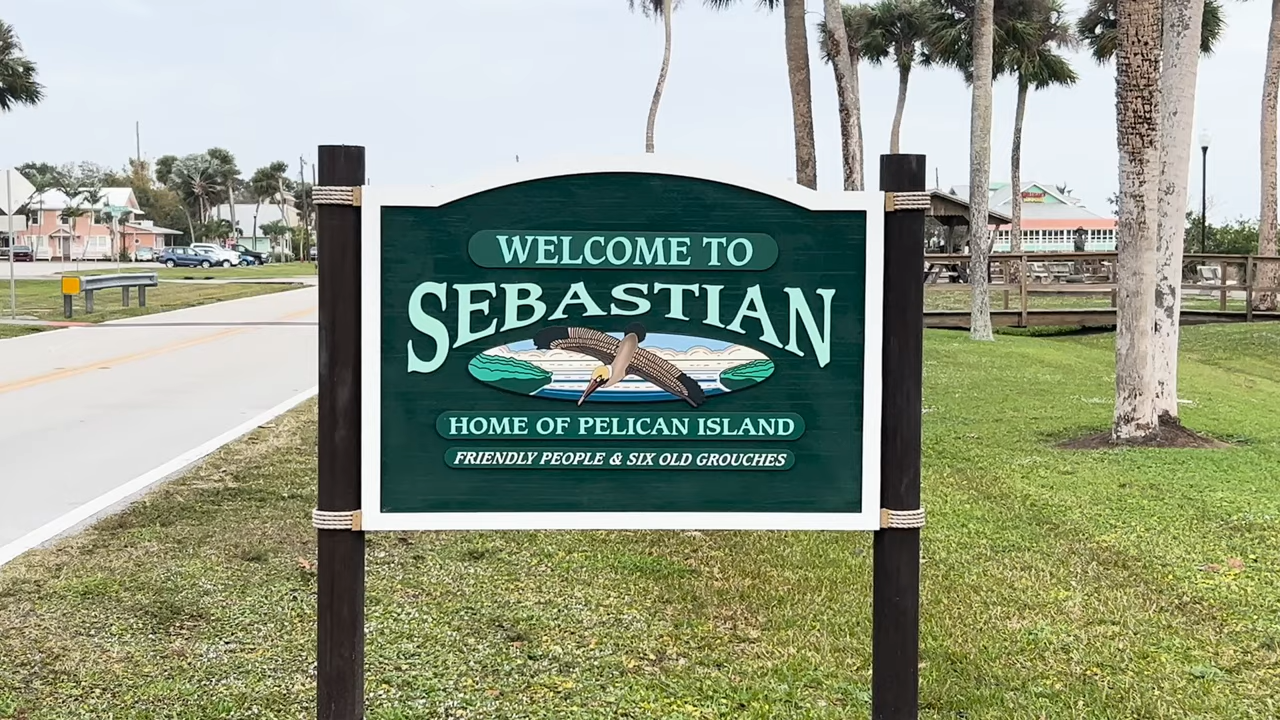 WELCOME TO
SEBASTIAN
HOME OF PELICAN ISLAND
FRIENDLY PEOPLE & SIX OLD GROUCHES